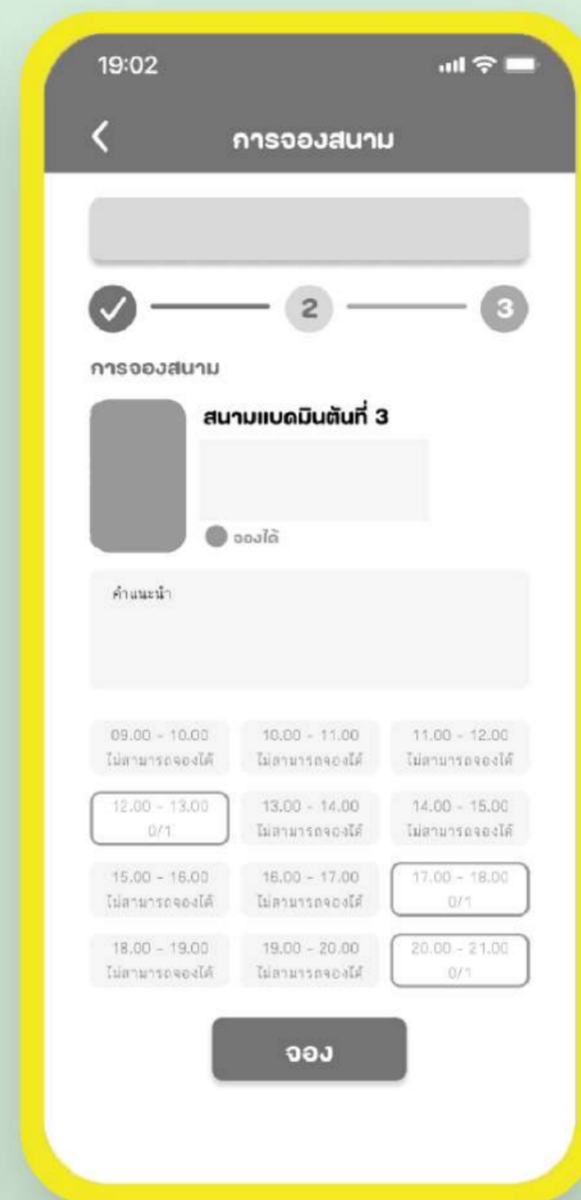 19:02
การจองสนาม
2
3
การจองสนาม
สนามแบดมินตันที่ 3
จองได้
คำแนะนำ
09.00 - 10.00 10.00 - 11.00 11.00 - 12.00
ไม่สามารถจองได้ ไม่สามารถจองได้ ไม่สามารถจองได้
12.00 - 13.00 13.00 - 14.00 14.00 - 15.00
0/1 ไม่สามารถจองได้ ไม่สามารถจองได้
15.00 - 16.00 16.00 - 17.00 17.00 - 18.00
ไม่สามารถจองได้ ไม่สามารถจองได้ 0/1
18.00 - 19.00 19.00 - 20.00 20.00 - 21.00
ไม่สามารถจองได้ ไม่สามารถจองได้ 0/1
จอง